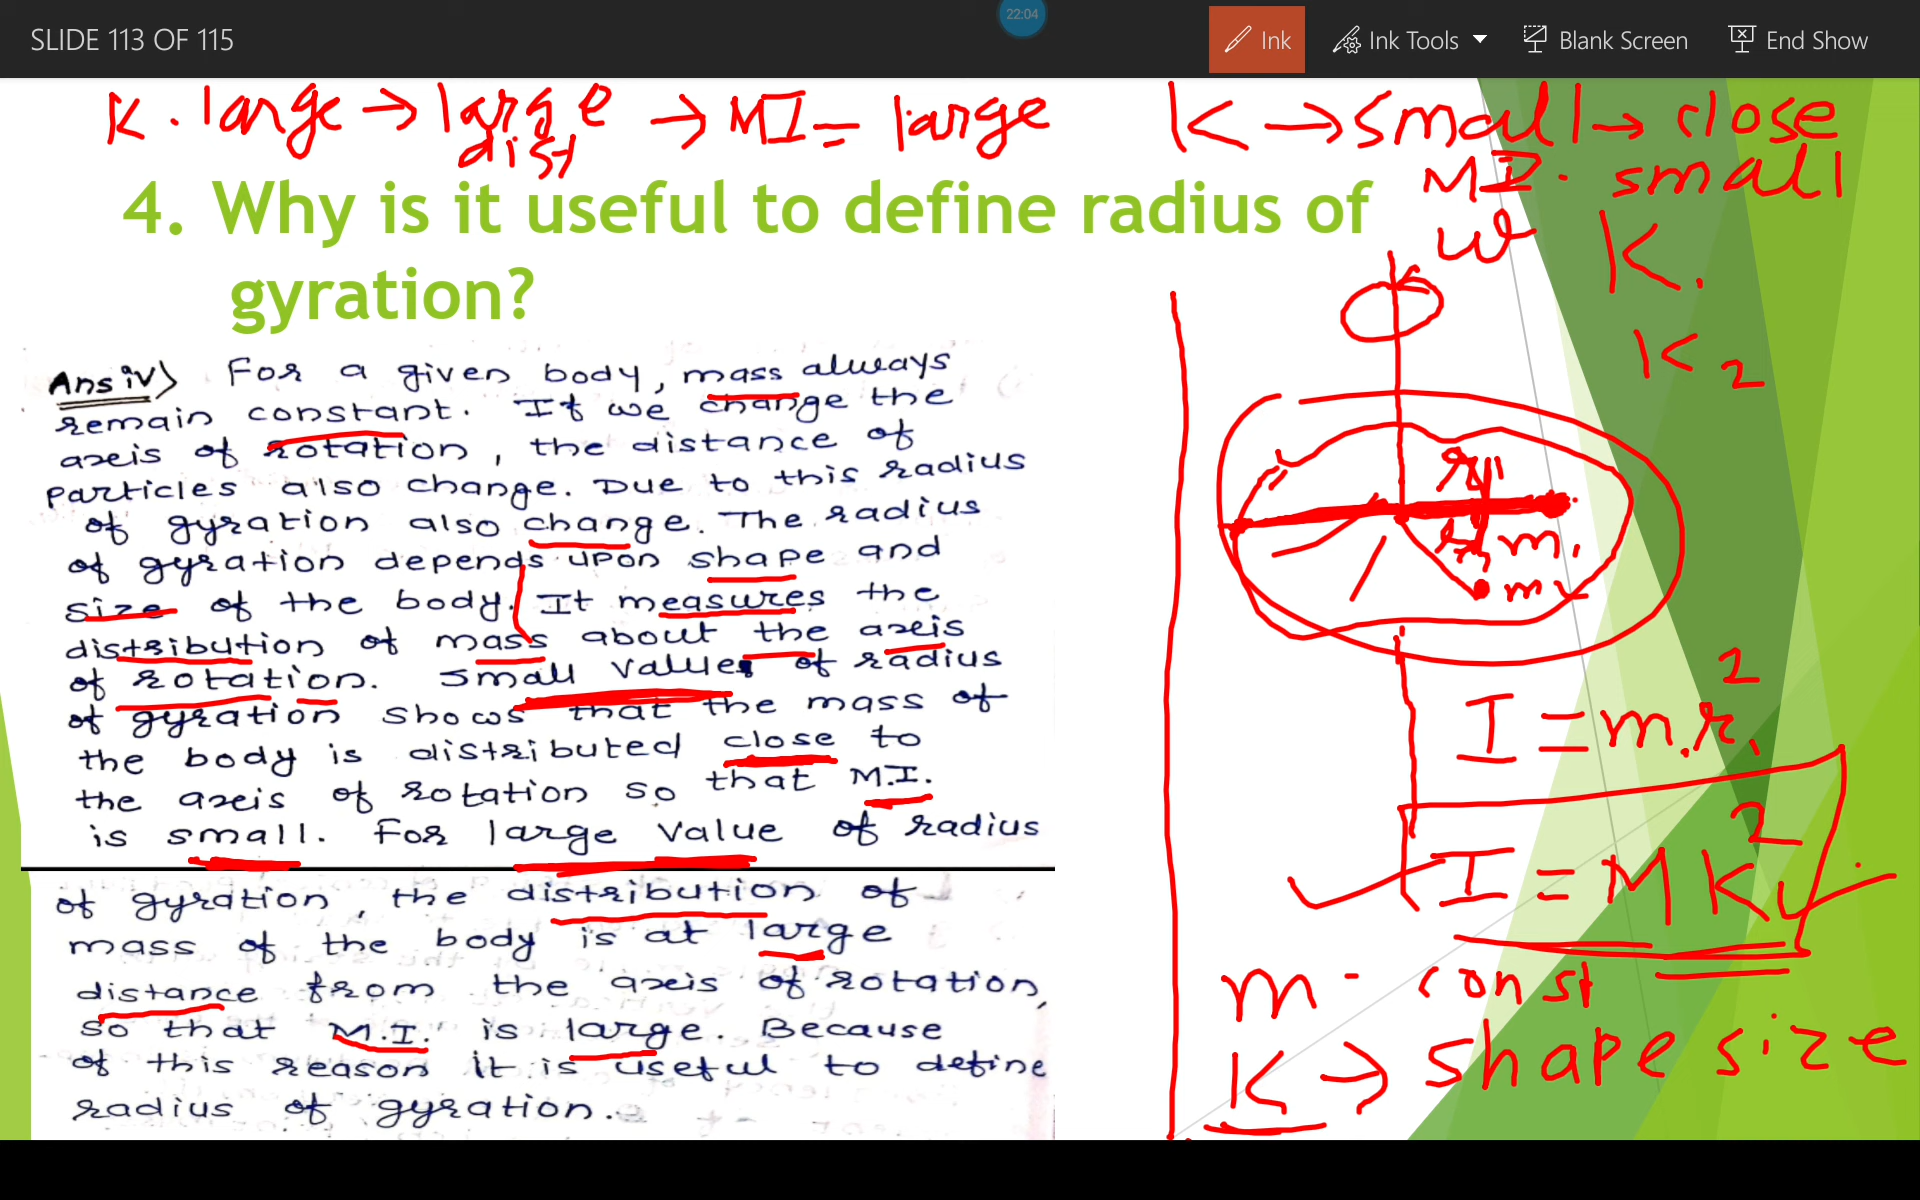 SLIDE 113 OF 115
22:04
Ink
Ink Tools
Blank Screen
End Show
K. large → large → MI = large
dist
K → small → close
MI. small
4. Why is it useful to define radius of
gyration?
ω
K.
K2
Ans iv) For a given body, mass always
remain constant. If we change the
axis of rotation, the distance of
particles also change. Due to this radius
of gyration also change. The radius
of gyration depends upon shape and
size of the body. It measures the
distribution of mass about the axis
of rotation. Small value of radius
of gyration shows that the mass of
the body is distributed close to
the axis of rotation so that M.I.
is small. For large value of radius
of gyration, the distribution of
mass of the body is at large
distance from the axis of rotation,
so that M.I. is large. Because
of this reason it is useful to define
radius of gyration.
m1
m2
I = m r1²
I = MK²
m - const
K → shape size